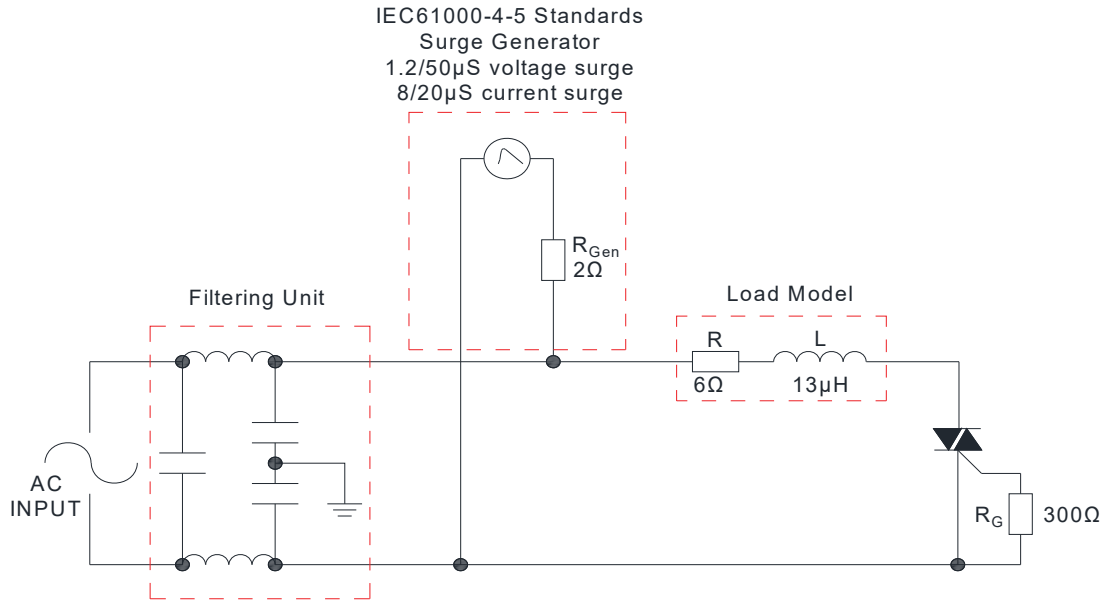 IEC61000-4-5 Standards
Surge Generator
1.2/50µS voltage surge
8/20µS current surge
RGen
2Ω
Filtering Unit
Load Model
R
L
6Ω
13µH
AC
INPUT
RG
300Ω